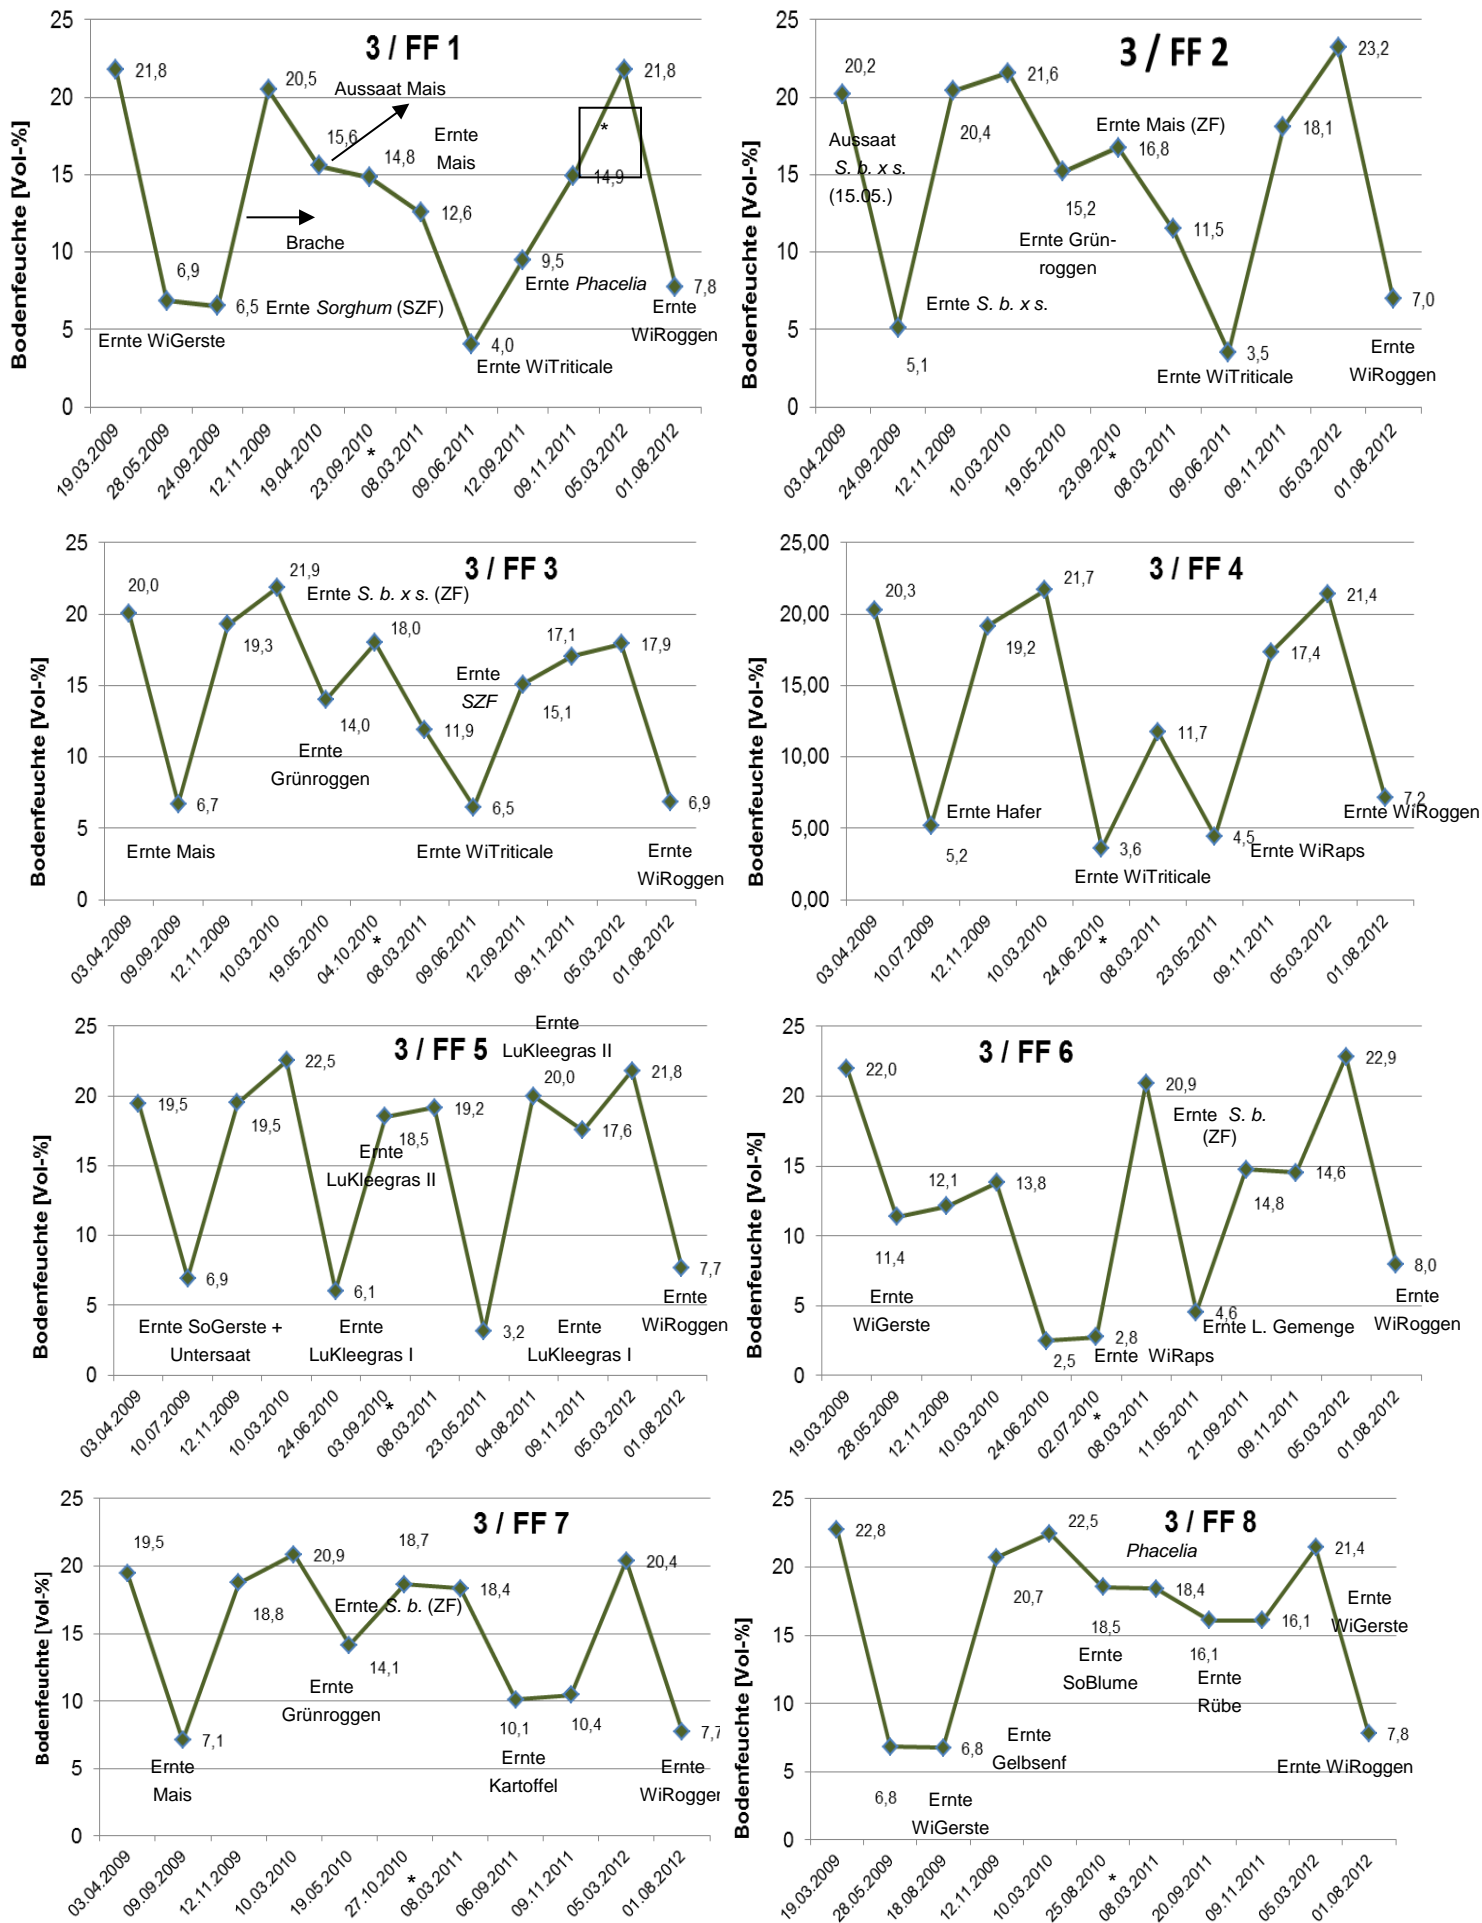 3 / FF 1
Bodenfeuchte [Vol-%]
25
20
15
10
5
0
21,8
6,9
6,5
20,5
15,6
14,8
12,6
4,0
9,5
14,9
21,8
7,8
*
Aussaat Mais
Ernte
Mais
Brache
Ernte WiGerste
Ernte Sorghum (SZF)
Ernte WiTriticale
Ernte Phacelia
Ernte
WiRoggen
19.03.2009
28.05.2009
24.09.2009
12.11.2009
19.04.2010
23.09.2010
*
08.03.2011
09.06.2011
12.09.2011
09.11.2011
05.03.2012
01.08.2012
3 / FF 2
Bodenfeuchte [Vol-%]
25
20
15
10
5
0
20,2
5,1
20,4
21,6
15,2
16,8
11,5
3,5
18,1
23,2
7,0
Aussaat
S. b. x s.
(15.05.)
Ernte S. b. x s.
Ernte Grün-
roggen
Ernte Mais (ZF)
Ernte WiTriticale
Ernte
WiRoggen
03.04.2009
24.09.2009
12.11.2009
10.03.2010
19.05.2010
23.09.2010
*
08.03.2011
09.06.2011
09.11.2011
05.03.2012
01.08.2012
3 / FF 3
Bodenfeuchte [Vol-%]
25
20
15
10
5
0
20,0
6,7
19,3
21,9
14,0
18,0
11,9
6,5
15,1
17,1
17,9
6,9
Ernte Mais
Ernte S. b. x s. (ZF)
Ernte
Grünroggen
Ernte WiTriticale
Ernte
SZF
Ernte
WiRoggen
03.04.2009
09.09.2009
12.11.2009
10.03.2010
19.05.2010
04.10.2010
*
08.03.2011
09.06.2011
12.09.2011
09.11.2011
05.03.2012
01.08.2012
3 / FF 4
Bodenfeuchte [Vol-%]
25,00
20,00
15,00
10,00
5,00
0,00
20,3
5,2
19,2
21,7
3,6
11,7
4,5
17,4
21,4
7,2
Ernte Hafer
Ernte WiTriticale
Ernte WiRaps
Ernte WiRoggen
03.04.2009
10.07.2009
12.11.2009
10.03.2010
24.06.2010
*
08.03.2011
23.05.2011
09.11.2011
05.03.2012
01.08.2012
3 / FF 5
Bodenfeuchte [Vol-%]
25
20
15
10
5
0
19,5
6,9
19,5
22,5
6,1
18,5
19,2
3,2
20,0
17,6
21,8
7,7
Ernte SoGerste +
Untersaat
Ernte
LuKleegras I
Ernte
LuKleegras II
Ernte
LuKleegras I
Ernte
LuKleegras II
Ernte
WiRoggen
03.04.2009
10.07.2009
12.11.2009
10.03.2010
24.06.2010
03.09.2010
*
08.03.2011
23.05.2011
04.08.2011
09.11.2011
05.03.2012
01.08.2012
3 / FF 6
Bodenfeuchte [Vol-%]
25
20
15
10
5
0
22,0
11,4
12,1
13,8
2,5
2,8
20,9
4,6
14,8
14,6
22,9
8,0
Ernte
WiGerste
Ernte WiRaps
Ernte S. b.
(ZF)
Ernte L. Gemenge
Ernte
WiRoggen
19.03.2009
28.05.2009
12.11.2009
10.03.2010
24.06.2010
02.07.2010
*
08.03.2011
11.05.2011
21.09.2011
09.11.2011
05.03.2012
01.08.2012
3 / FF 7
Bodenfeuchte [Vol-%]
25
20
15
10
5
0
19,5
7,1
18,8
20,9
14,1
18,7
18,4
10,1
10,4
20,4
7,7
Ernte
Mais
Ernte
Grünroggen
Ernte S. b. (ZF)
Ernte
Kartoffel
Ernte
WiRoggen
03.04.2009
09.09.2009
12.11.2009
10.03.2010
19.05.2010
27.10.2010
*
08.03.2011
06.09.2011
09.11.2011
05.03.2012
01.08.2012
3 / FF 8
Bodenfeuchte [Vol-%]
25
20
15
10
5
0
22,8
6,8
6,8
20,7
22,5
18,5
18,4
16,1
16,1
21,4
7,8
Phacelia
Ernte
WiGerste
Ernte
Gelbsenf
Ernte
SoBlume
Ernte
Rübe
Ernte
WiGerste
Ernte WiRoggen
19.03.2009
28.05.2009
18.08.2009
12.11.2009
10.03.2010
25.08.2010
*
08.03.2011
20.09.2011
09.11.2011
05.03.2012
01.08.2012